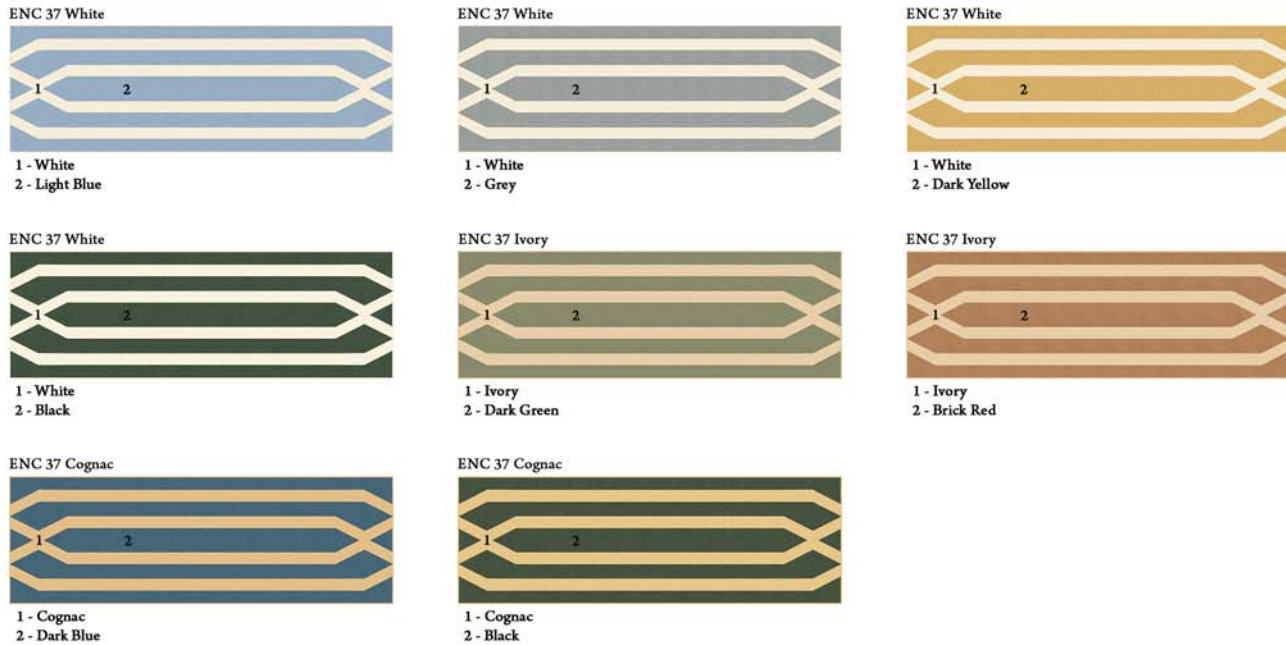 ENC 37 White
1
2
1 - White
2 - Light Blue
ENC 37 White
1
2
1 - White
2 - Grey
ENC 37 White
1
2
1 - White
2 - Dark Yellow
ENC 37 White
1
2
1 - White
2 - Black
ENC 37 Ivory
1
2
1 - Ivory
2 - Dark Green
ENC 37 Ivory
1
2
1 - Ivory
2 - Brick Red
ENC 37 Cognac
1
2
1 - Cognac
2 - Dark Blue
ENC 37 Cognac
1
2
1 - Cognac
2 - Black